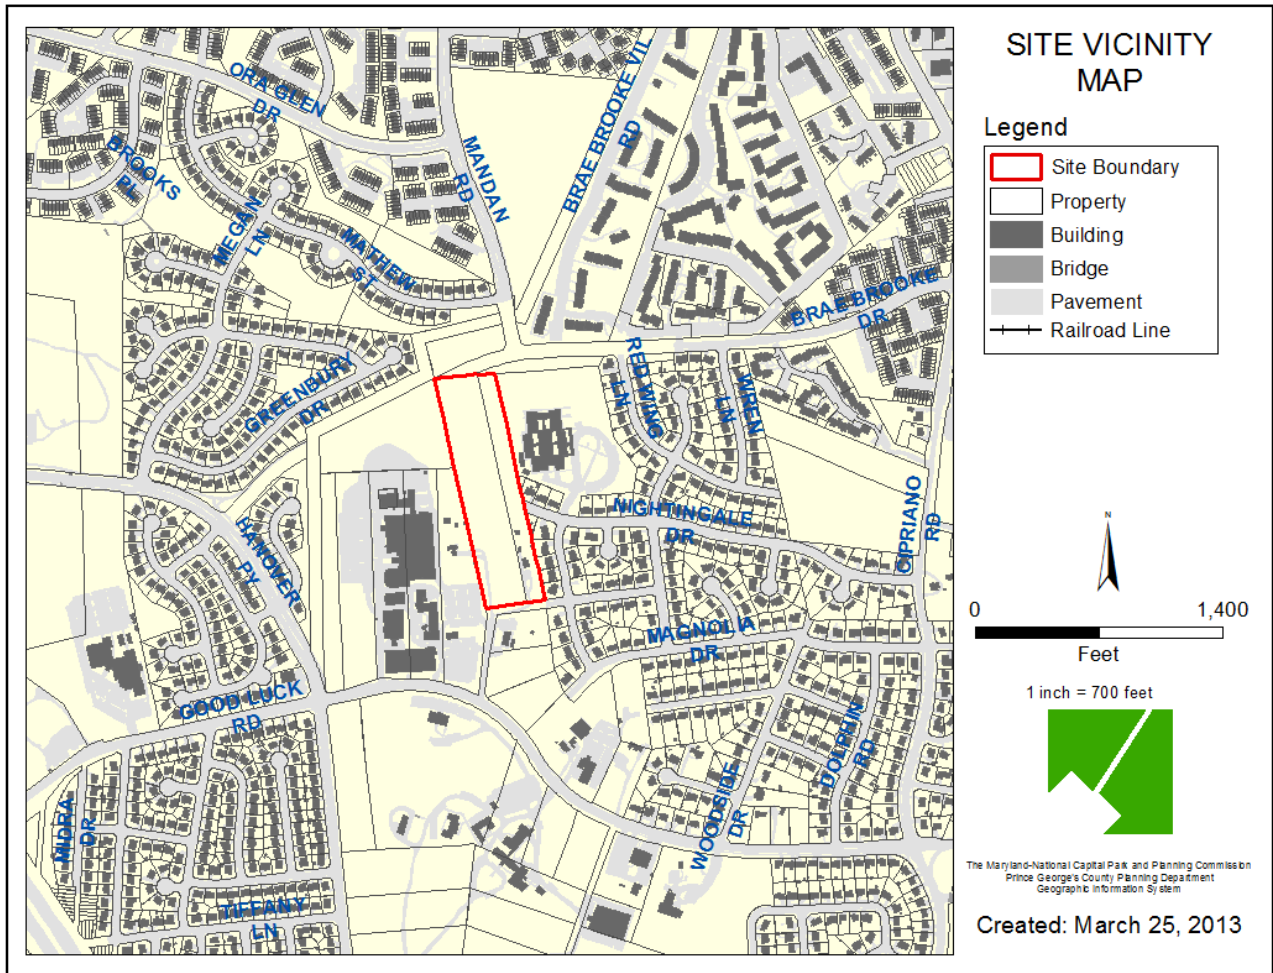 SITE VICINITY
MAP
Legend
Site Boundary
Property
Building
Bridge
Pavement
Railroad Line
ORA GLEN
DR
BROOKS
PL
MEGAN
LN
MATHEW
ST
MANDAN
RD
BRAE BROOKE VIL
RD
BRAE BROOKE
DR
GREENBURY
DR
RED WING
LN
WREN
LN
NIGHTINGALE
DR
CIPRIANO
RD
HANOVER
PY
MAGNOLIA
DR
GOOD LUCK
RD
DOLPHIN
RD
WOODSIDE
DR
MIDRA
DR
TIFFANY
LN
N
0 1,400
Feet
1 inch = 700 feet
The Maryland-National Capital Park and Planning Commission
Prince George's County Planning Department
Geographic Information System
Created: March 25, 2013